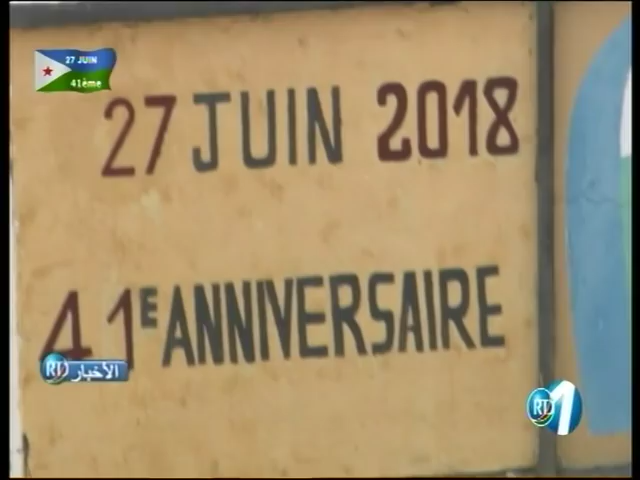 27 JUIN
41ème
27 JUIN 2018
41E ANNIVERSAIRE
RTD الأخبار
RTD 1